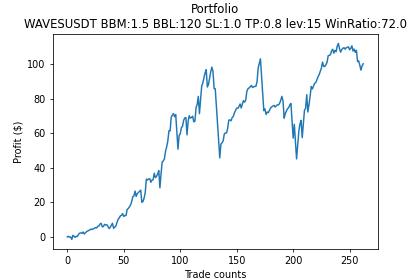 Portfolio
WAVESUSDT BBM:1.5 BBL:120 SL:1.0 TP:0.8 lev:15 WinRatio:72.0
Profit ($)
100
80
60
40
20
0
0 50 100 150 200 250
Trade counts